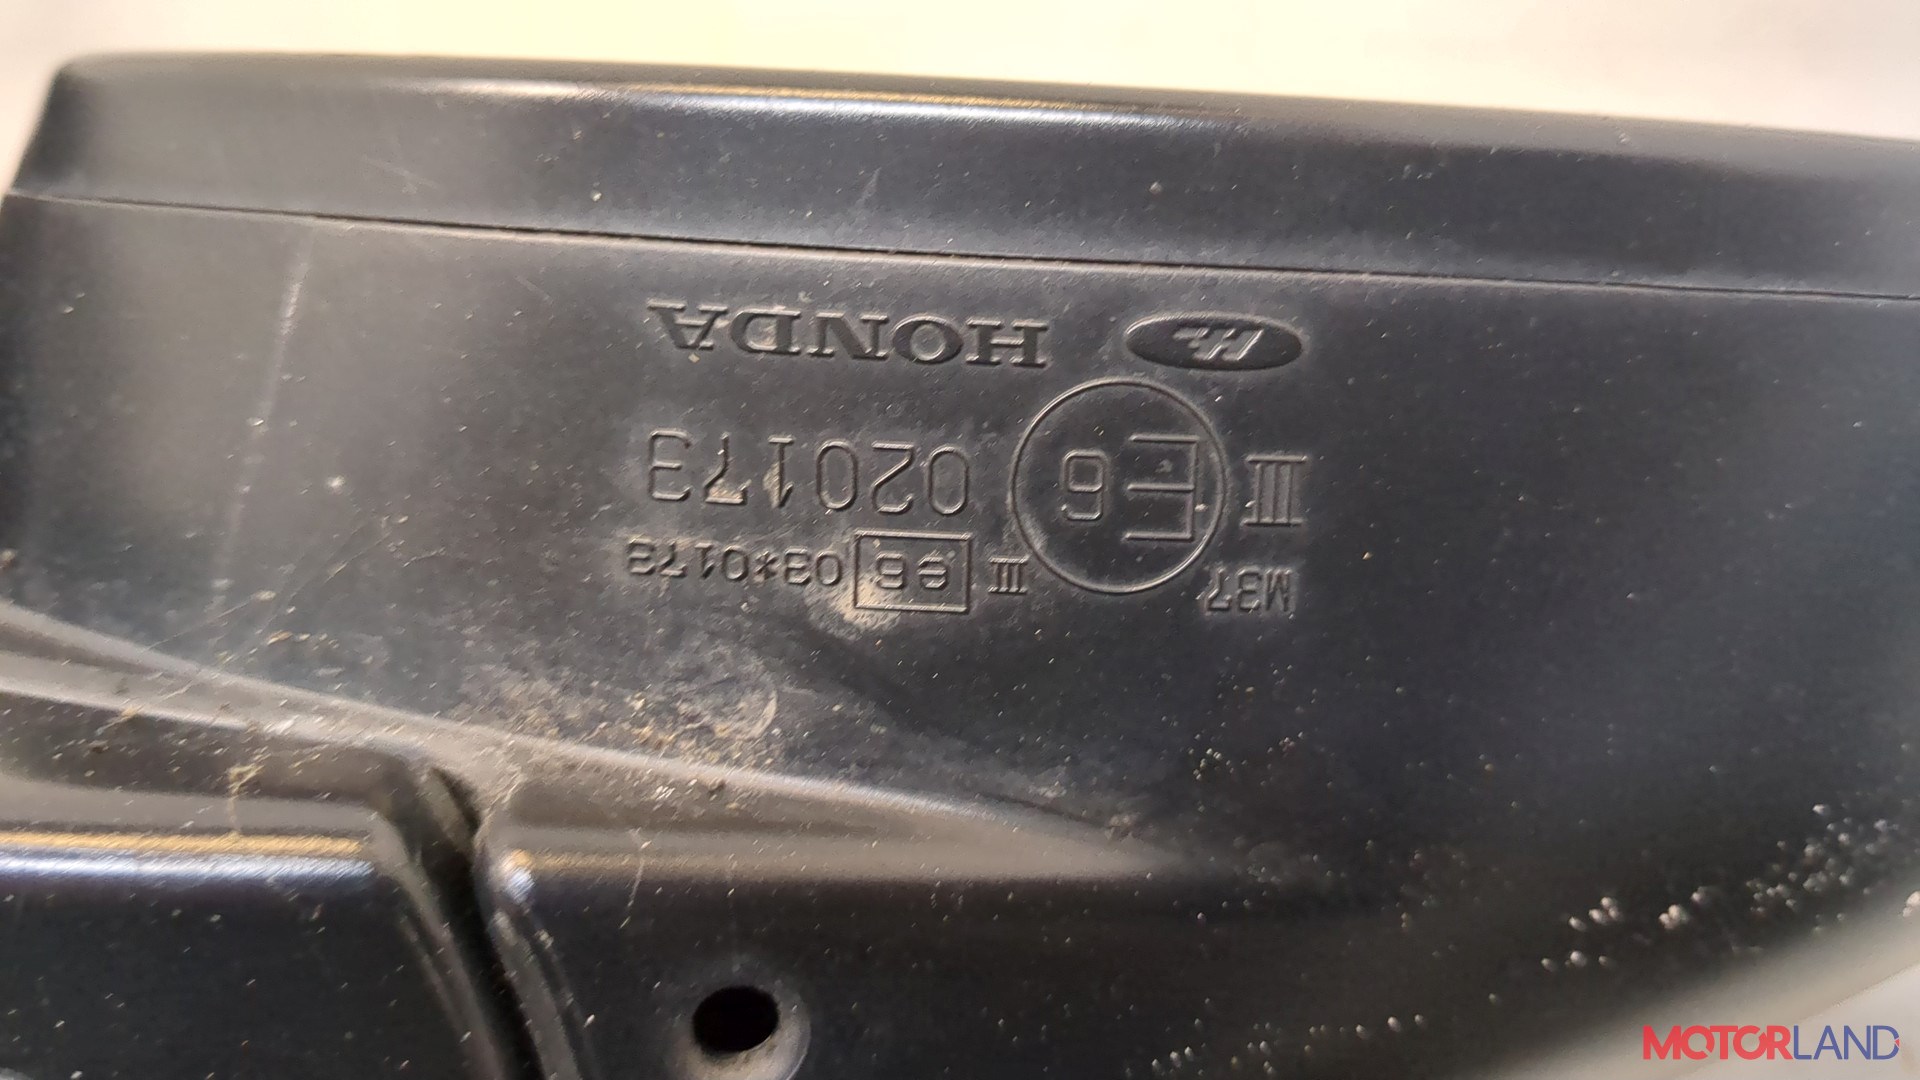 M37 III e6 03*0173
III E6 020173
HONDA
MOTORLAND